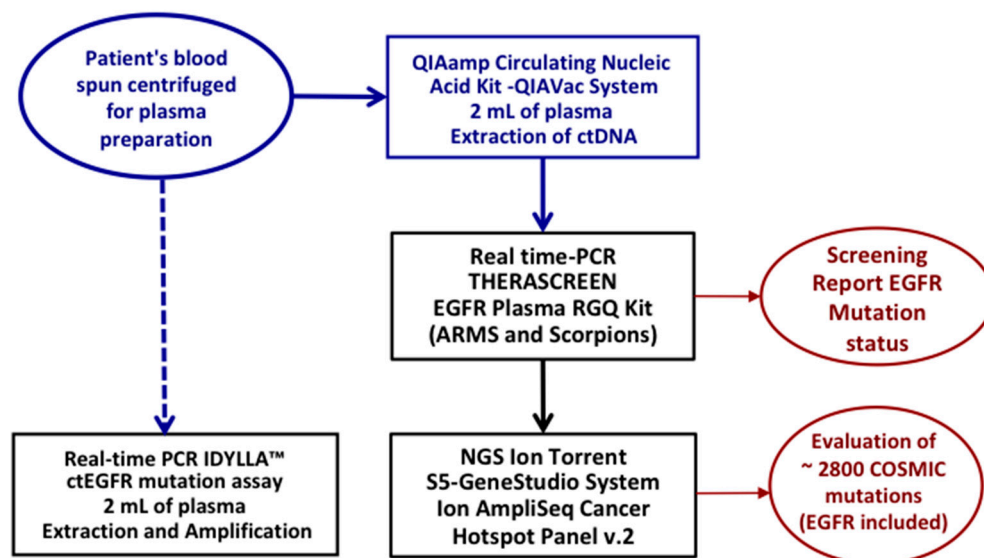 Patient's blood
spun centrifuged
for plasma
preparation
QIAamp Circulating Nucleic
Acid Kit -QIAVac System
2 mL of plasma
Extraction of ctDNA
Real time-PCR
THERASCREEN
EGFR Plasma RGQ Kit
(ARMS and Scorpions)
Screening
Report EGFR
Mutation
status
Real-time PCR IDYLLA™
ctEGFR mutation assay
2 mL of plasma
Extraction and Amplification
NGS Ion Torrent
S5-GeneStudio System
Ion AmpliSeq Cancer
Hotspot Panel v.2
Evaluation of
~ 2800 COSMIC
mutations
(EGFR included)